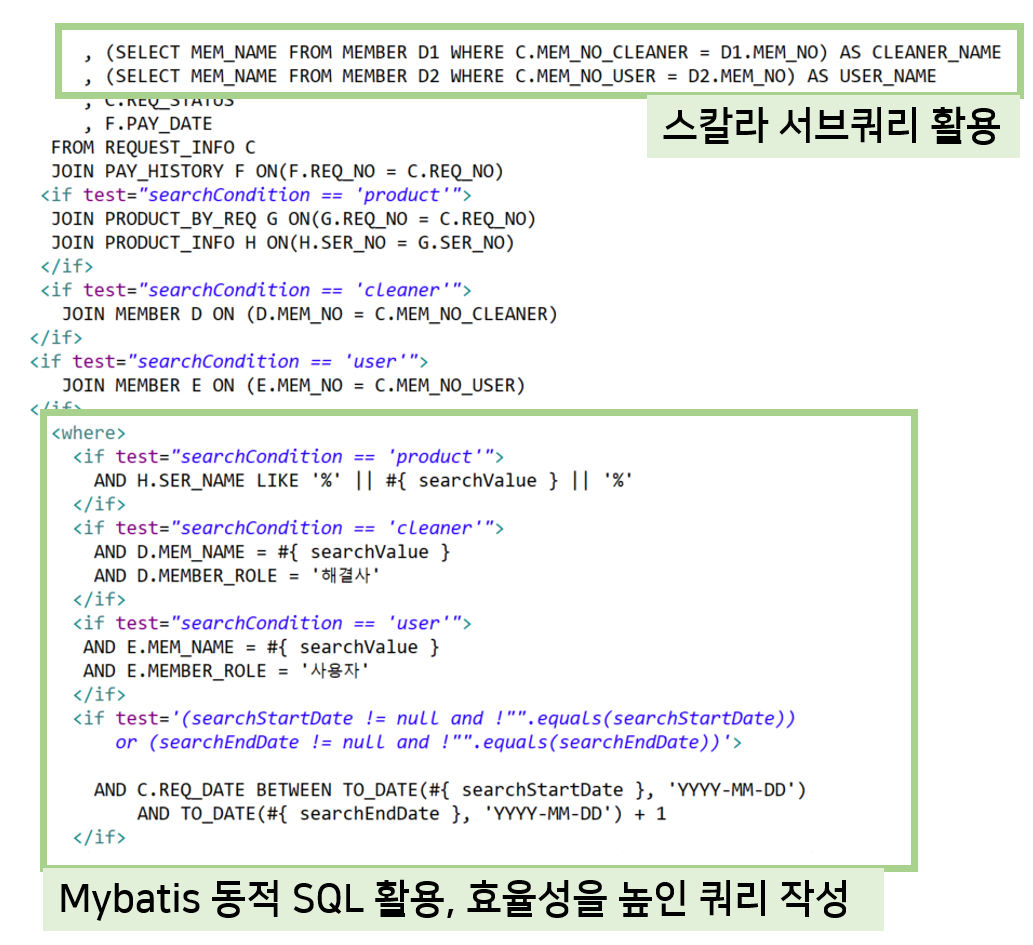 , (SELECT MEM_NAME FROM MEMBER D1 WHERE C.MEM_NO_CLEANER = D1.MEM_NO) AS CLEANER_NAME
, (SELECT MEM_NAME FROM MEMBER D2 WHERE C.MEM_NO_USER = D2.MEM_NO) AS USER_NAME
, C.REQ_STATUS
스칼라 서브쿼리 활용
, F.PAY_DATE
FROM REQUEST_INFO C
JOIN PAY_HISTORY F ON(F.REQ_NO = C.REQ_NO)
<if test="searchCondition == 'product'">
JOIN PRODUCT_BY_REQ G ON(G.REQ_NO = C.REQ_NO)
JOIN PRODUCT_INFO H ON(H.SER_NO = G.SER_NO)
</if>
<if test="searchCondition == 'cleaner'">
JOIN MEMBER D ON (D.MEM_NO = C.MEM_NO_CLEANER)
</if>
<if test="searchCondition == 'user'">
JOIN MEMBER E ON (E.MEM_NO = C.MEM_NO_USER)
</if>
<where>
<if test="searchCondition == 'product'">
AND H.SER_NAME LIKE '%' || #{ searchValue } || '%'
</if>
<if test="searchCondition == 'cleaner'">
AND D.MEM_NAME = #{ searchValue }
AND D.MEMBER_ROLE = '해결사'
</if>
<if test="searchCondition == 'user'">
AND E.MEM_NAME = #{ searchValue }
AND E.MEMBER_ROLE = '사용자'
</if>
<if test='(searchStartDate != null and !"".equals(searchStartDate))
or (searchEndDate != null and !"".equals(searchEndDate))'>
AND C.REQ_DATE BETWEEN TO_DATE(#{ searchStartDate }, 'YYYY-MM-DD')
AND TO_DATE(#{ searchEndDate }, 'YYYY-MM-DD') + 1
</if>
Mybatis 동적 SQL 활용, 효율성을 높인 쿼리 작성